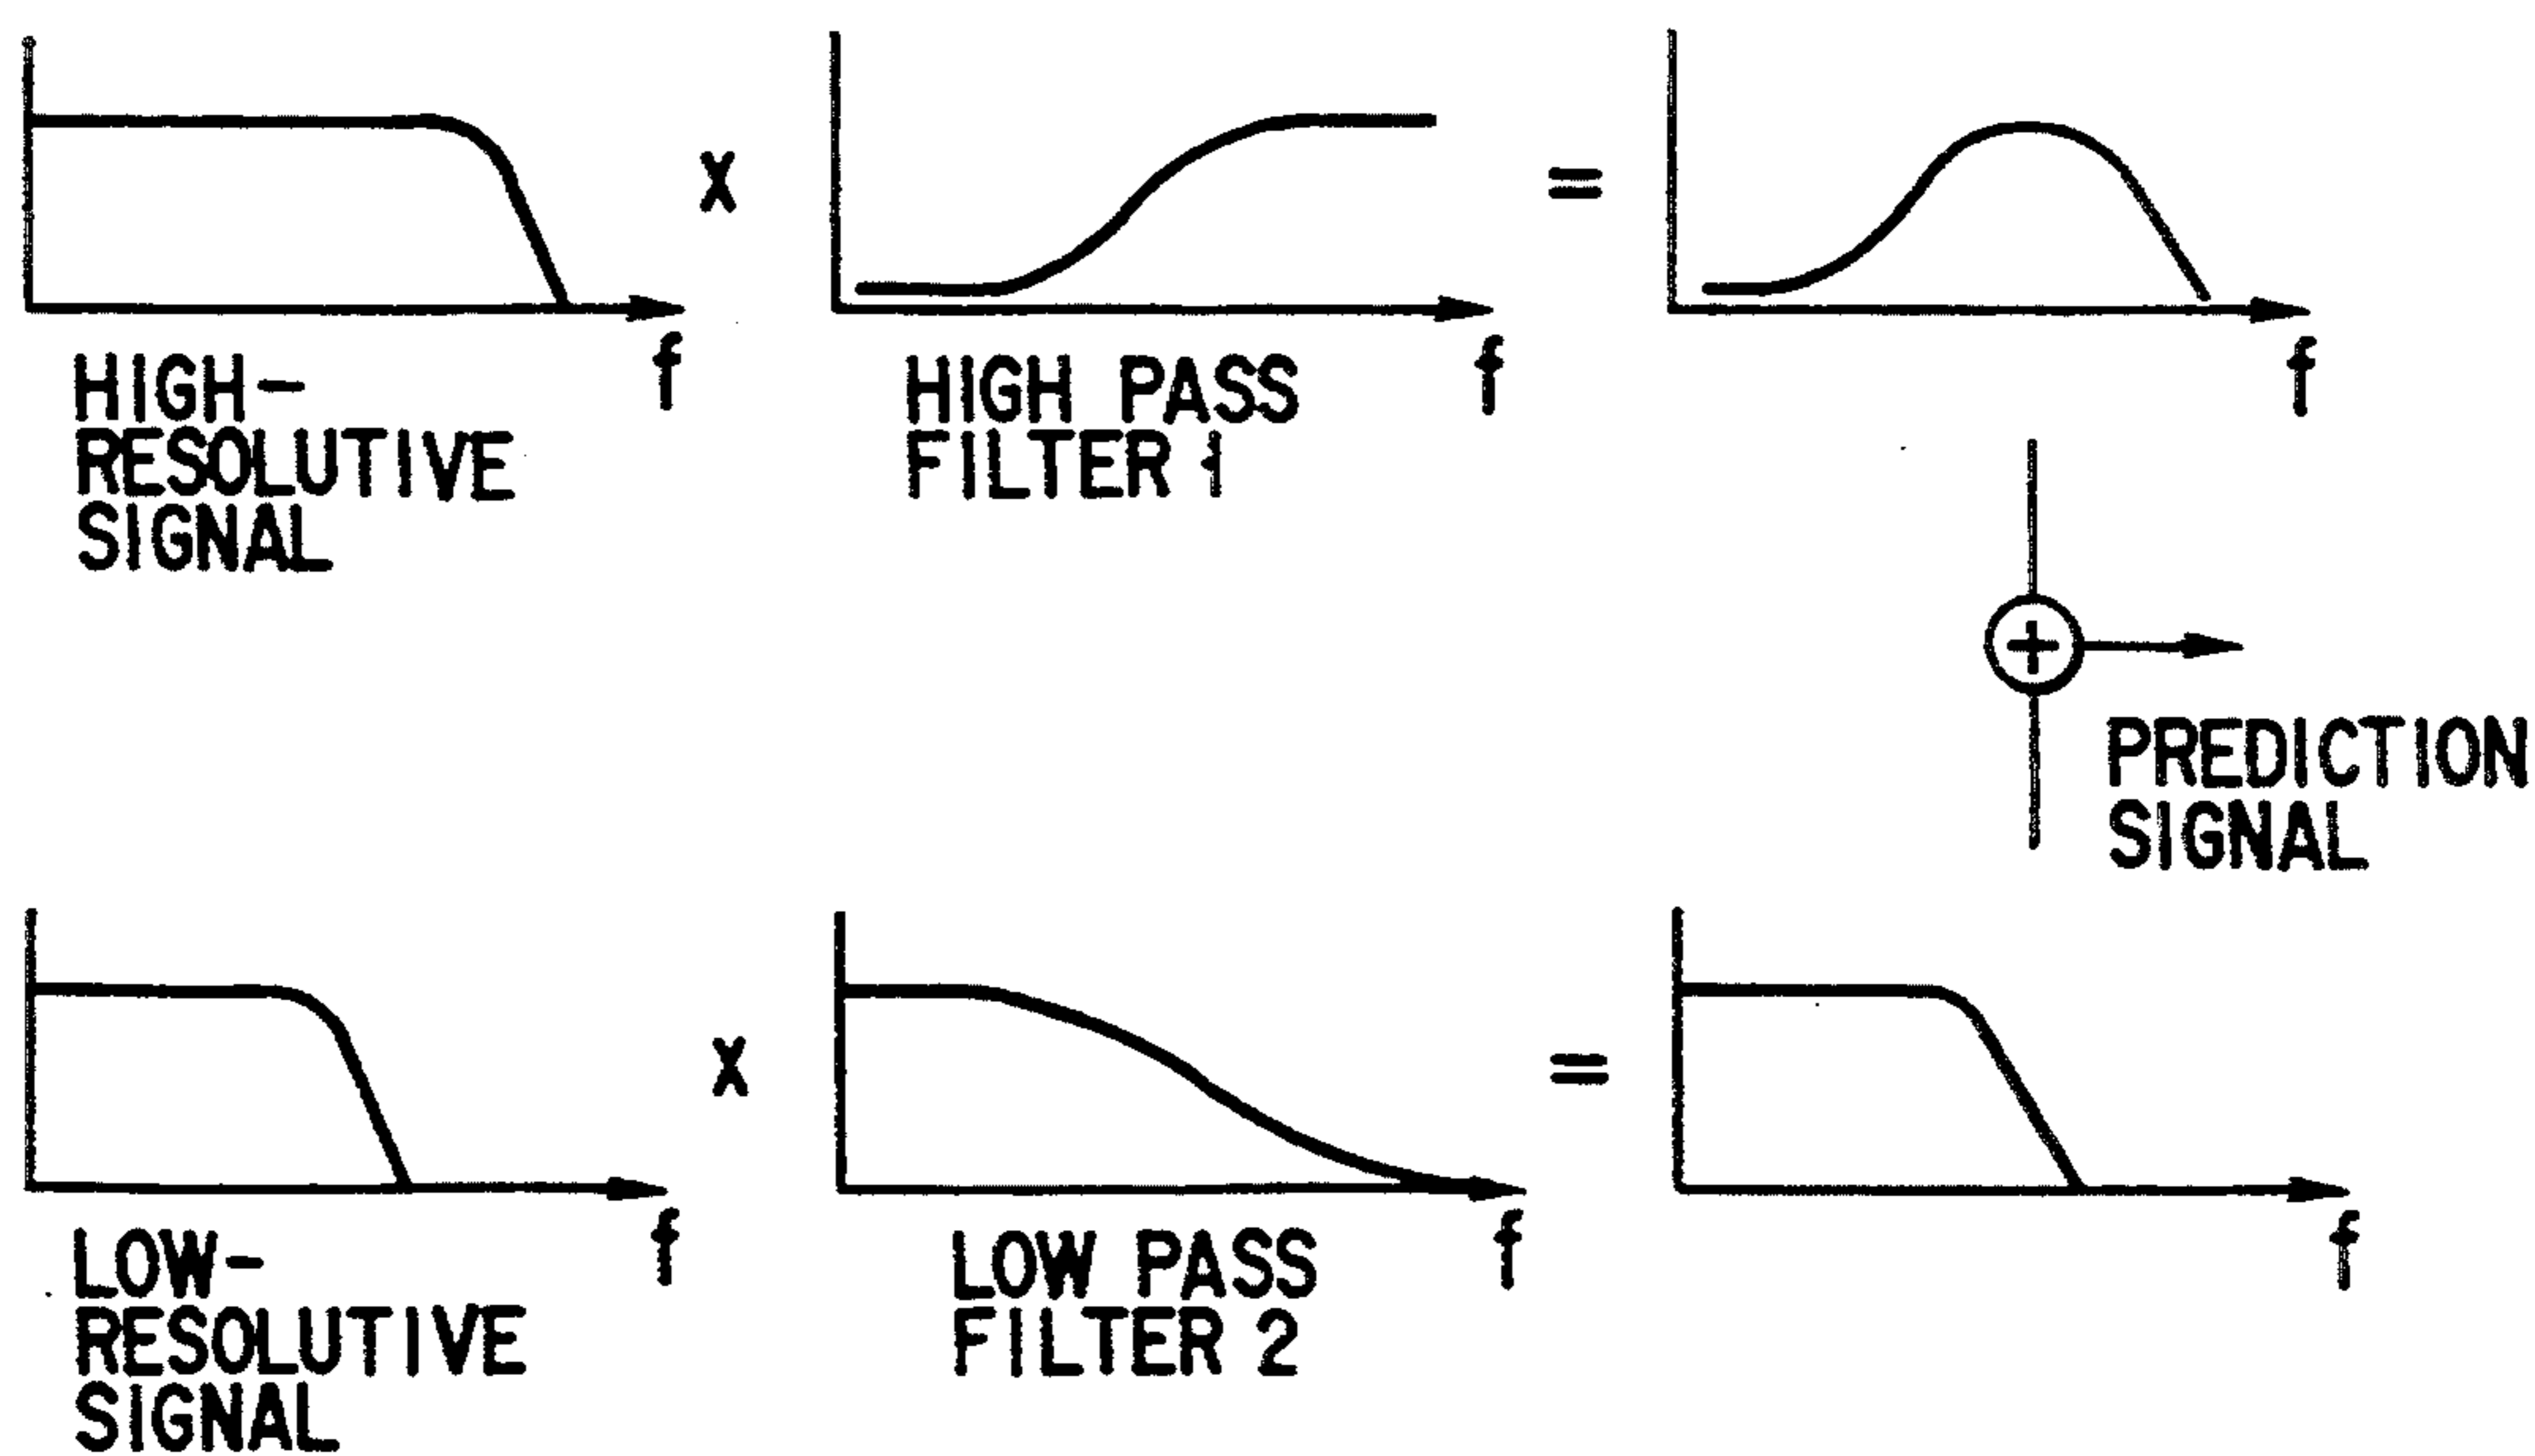 X
=
f
f
f
HIGH-
RESOLUTIVE
SIGNAL
HIGH PASS
FILTER 1
+
PREDICTION
SIGNAL
X
=
f
f
f
LOW-
RESOLUTIVE
SIGNAL
LOW PASS
FILTER 2